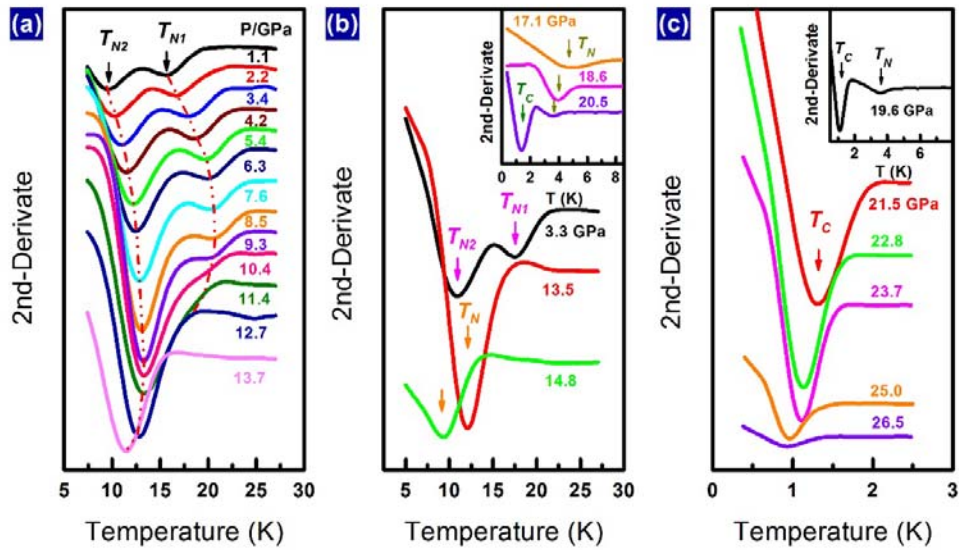 (a)
P/GPa
T_N2
T_N1
1.1
2.2
3.4
4.2
5.4
6.3
7.6
8.5
9.3
10.4
11.4
12.7
13.7
2nd-Derivate
5 10 15 20 25 30
Temperature (K)
(b)
17.1 GPa
T_N
18.6
T_C
20.5
2nd-Derivate
0 2 4 6 8
T (K)
T_N1
3.3 GPa
T_N2
T_N
13.5
14.8
2nd-Derivate
5 10 15 20 25 30
Temperature (K)
(c)
T_C
T_N
19.6 GPa
2nd-Derivate
2 4 6
T (K)
21.5 GPa
T_C
22.8
23.7
25.0
26.5
2nd-Derivate
0 1 2 3
Temperature (K)